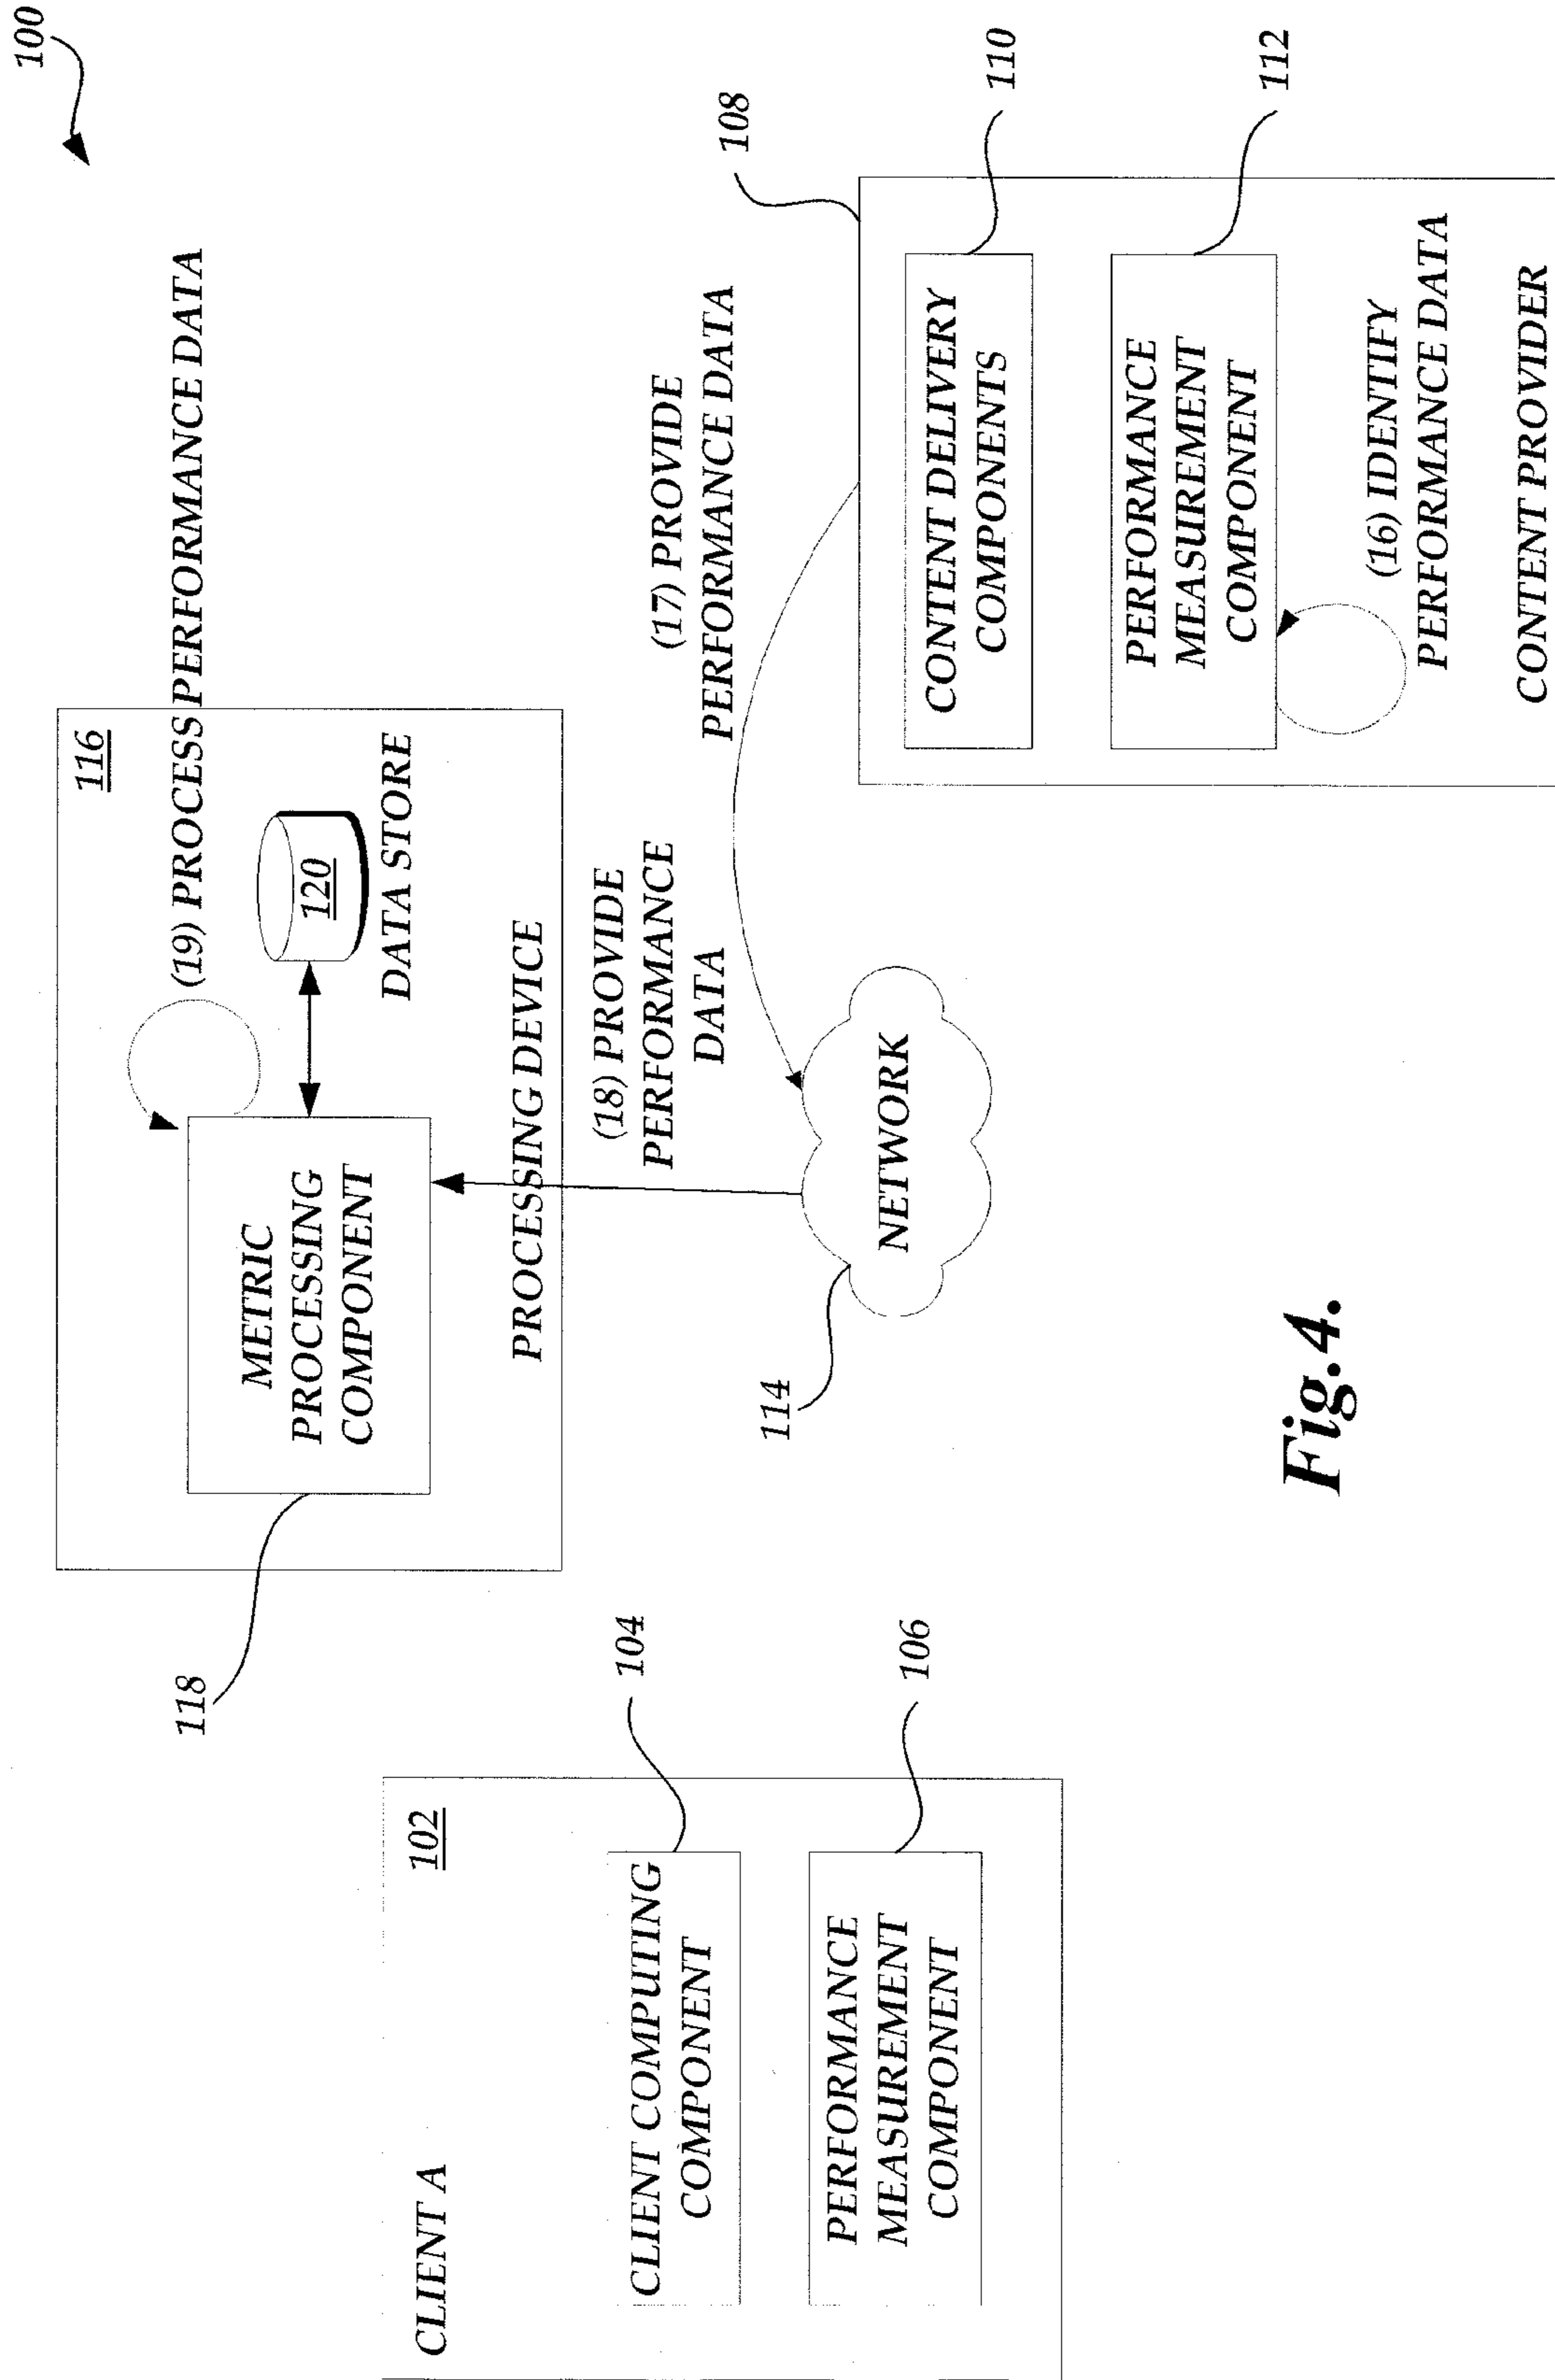 100
116
(19) PROCESS PERFORMANCE DATA
METRIC
PROCESSING
COMPONENT
120
DATA STORE
PROCESSING DEVICE
118
CLIENT A
102
CLIENT COMPUTING
COMPONENT
104
PERFORMANCE
MEASUREMENT
COMPONENT
106
(18) PROVIDE
PERFORMANCE
DATA
(17) PROVIDE
PERFORMANCE DATA
NETWORK
114
108
CONTENT DELIVERY
COMPONENTS
110
PERFORMANCE
MEASUREMENT
COMPONENT
112
(16) IDENTIFY
PERFORMANCE DATA
CONTENT PROVIDER
Fig.4.